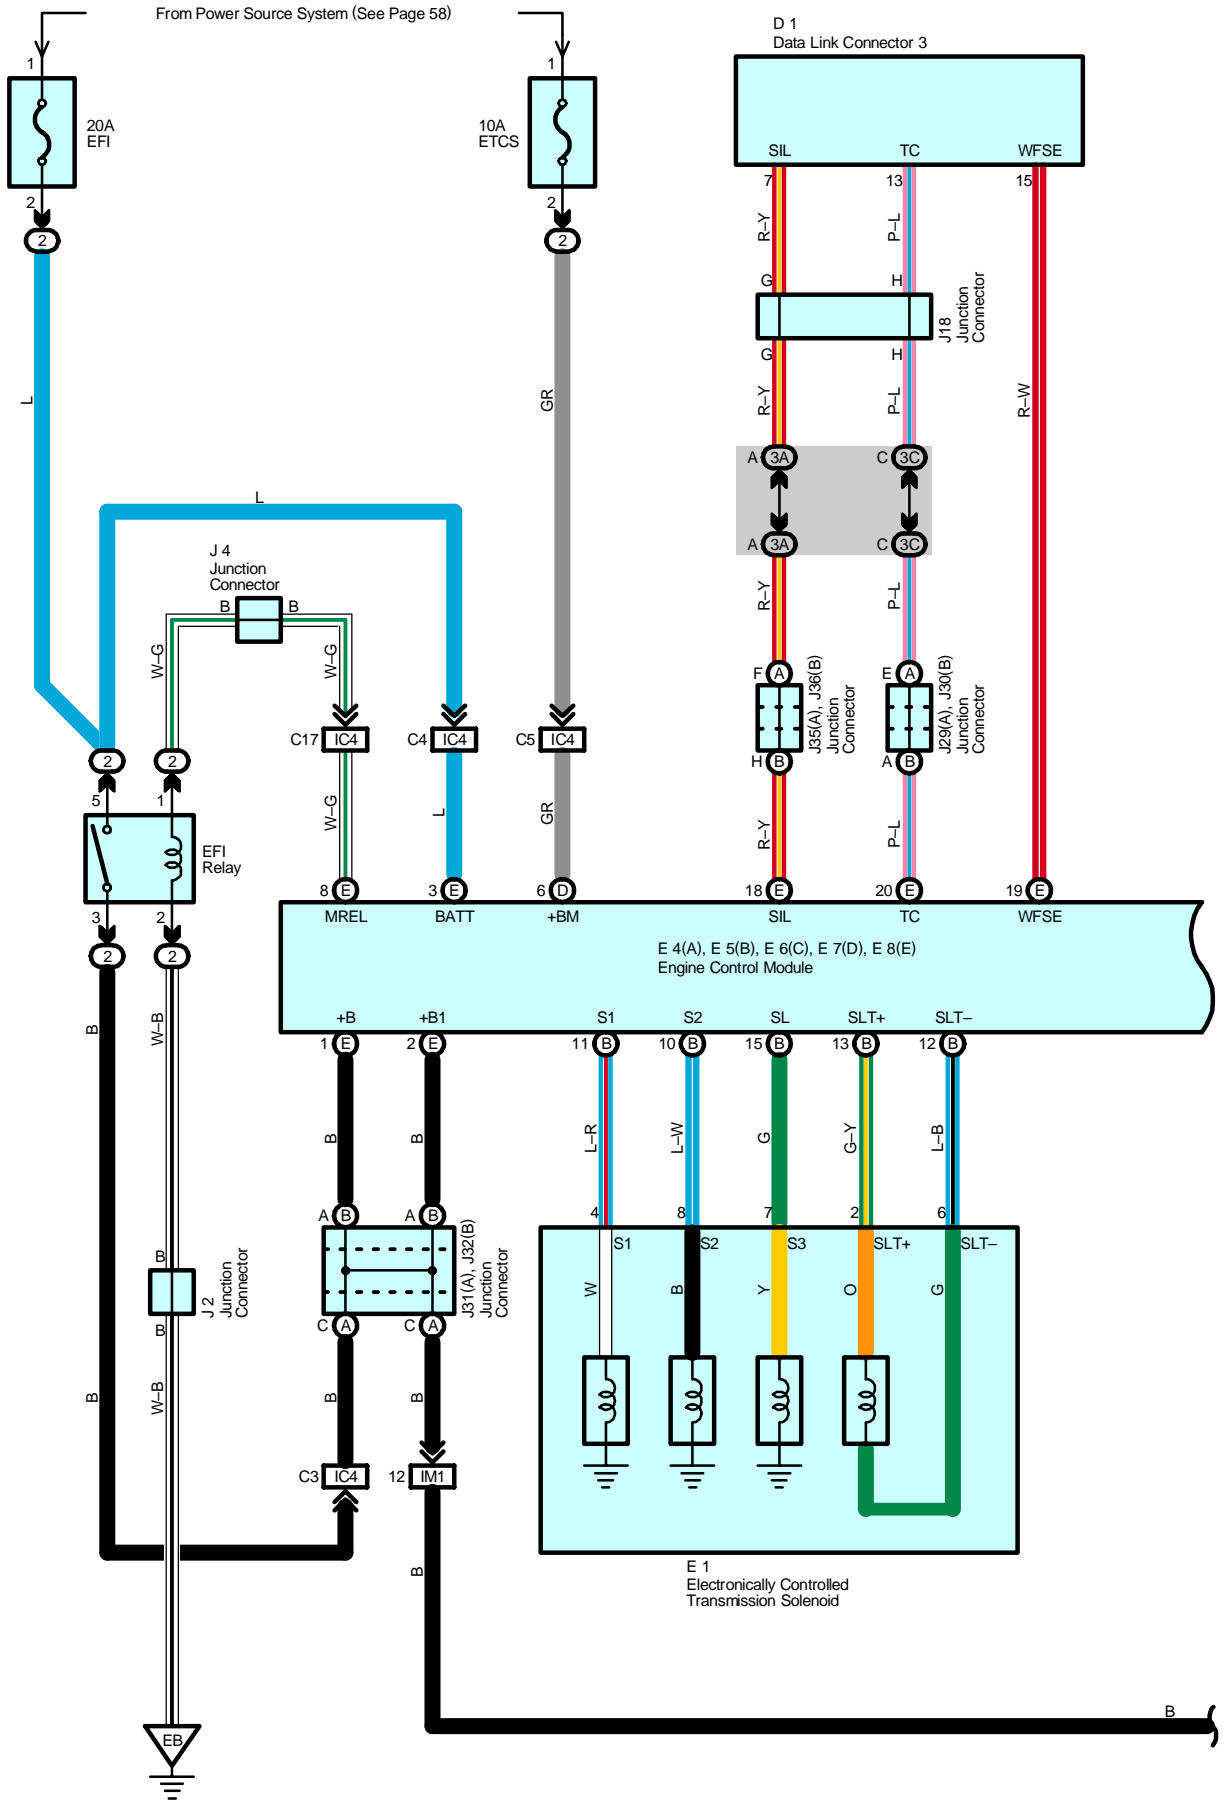 From Power Source System (See Page 58)
D 1
Data Link Connector 3
1
1
20A
EFI
10A
ETCS
SIL
TC
WFSE
2
2
7
13
15
2
2
R–Y
P–L
G
H
J18
Junction
Connector
G
H
L
GR
R–Y
P–L
R–W
A
3A
C
3C
L
A
3A
C
3C
J 4
Junction
Connector
B
B
R–Y
P–L
W–G
W–G
F
A
J35(A), J36(B)
Junction
Connector
E
A
J29(A), J30(B)
Junction
Connector
C17
IC4
C4
IC4
C5
IC4
2
2
H
B
A
B
5
1
W–G
L
GR
R–Y
P–L
EFI
Relay
8
E
3
E
6
D
18
E
20
E
19
E
3
2
MREL
BATT
+BM
SIL
TC
WFSE
2
2
E 4(A), E 5(B), E 6(C), E 7(D), E 8(E)
Engine Control Module
B
W–B
+B
+B1
S1
S2
SL
SLT+
SLT–
1
E
2
E
11
B
10
B
15
B
13
B
12
B
B
B
L–R
L–W
G
G–Y
L–B
A
B
A
B
4
8
7
2
6
J31(A), J32(B)
Junction
Connector
S1
S2
S3
SLT+
SLT–
B
J 2
Junction
Connector
W
B
Y
O
G
B
C
A
C
A
B
W–B
B
B
C3
IC4
12
IM1
B
E 1
Electronically Controlled
Transmission Solenoid
B
EB